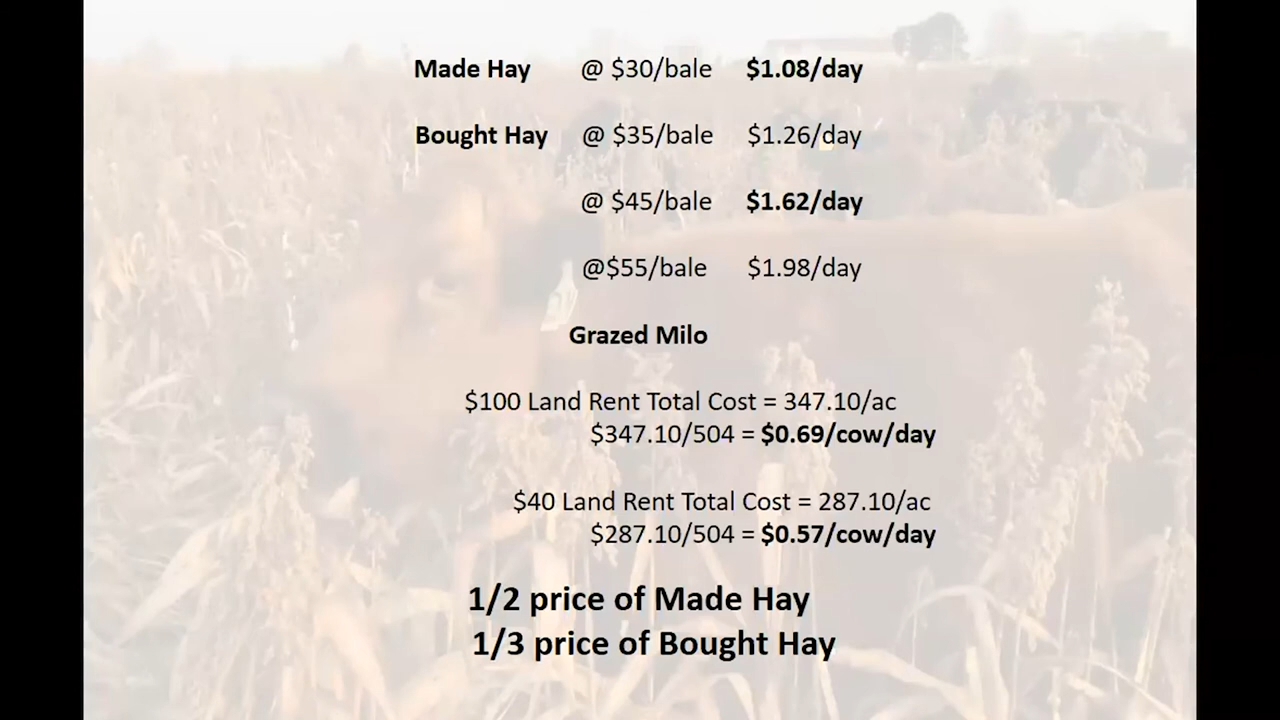 Made Hay @ $30/bale $1.08/day
Bought Hay @ $35/bale $1.26/day
@ $45/bale $1.62/day
@$55/bale $1.98/day
Grazed Milo
$100 Land Rent Total Cost = 347.10/ac
$347.10/504 = $0.69/cow/day
$40 Land Rent Total Cost = 287.10/ac
$287.10/504 = $0.57/cow/day
1/2 price of Made Hay
1/3 price of Bought Hay